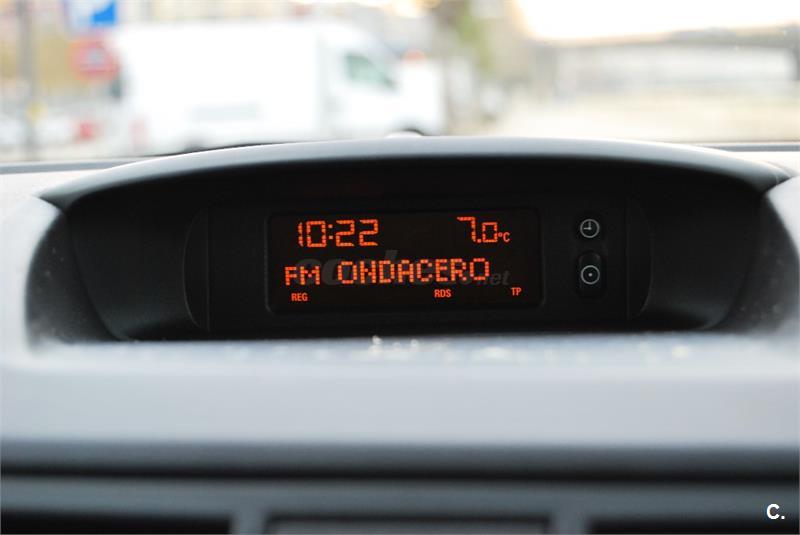 10:22 7.0°C
FM ONDACERO
REG RDS TP
C.